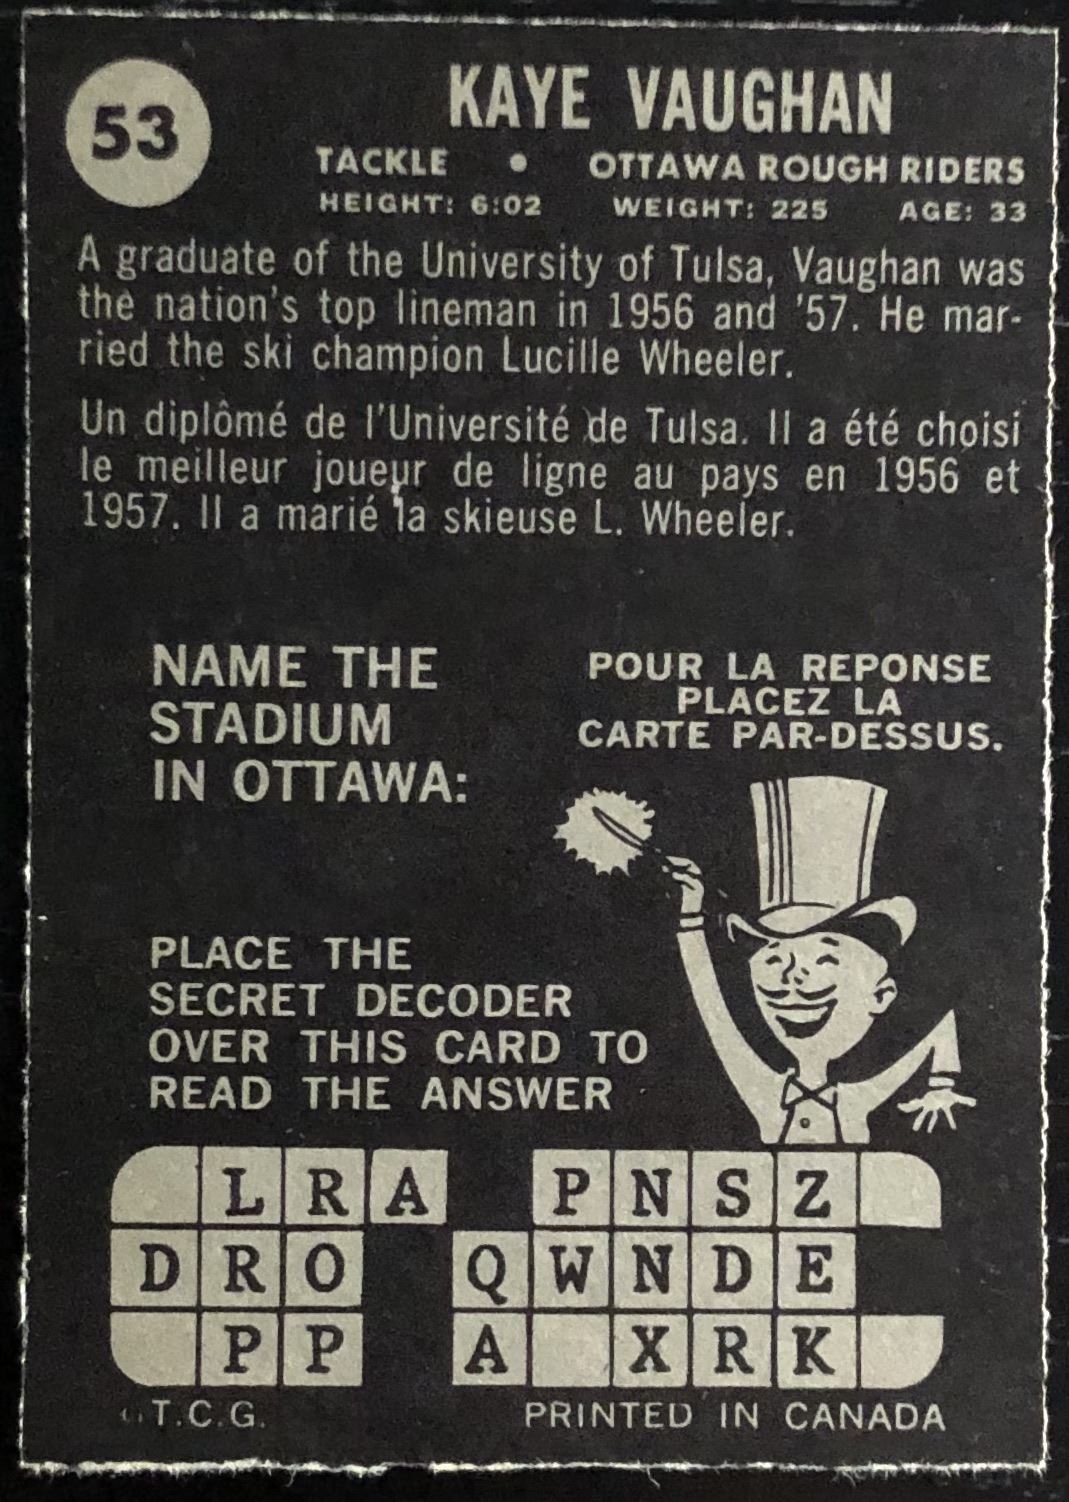 53
KAYE VAUGHAN
TACKLE • OTTAWA ROUGH RIDERS
HEIGHT: 6:02 WEIGHT: 225 AGE: 33
A graduate of the University of Tulsa, Vaughan was
the nation's top lineman in 1956 and '57. He mar-
ried the ski champion Lucille Wheeler.
Un diplômé de l'Université de Tulsa. Il a été choisi
le meilleur joueur de ligne au pays en 1956 et
1957. Il a marié la skieuse L. Wheeler.
NAME THE
STADIUM
IN OTTAWA:
POUR LA REPONSE
PLACEZ LA
CARTE PAR-DESSUS.
PLACE THE
SECRET DECODER
OVER THIS CARD TO
READ THE ANSWER
L R A P N S Z
D R O Q W N D E
P P A X R K
T.C.G. PRINTED IN CANADA